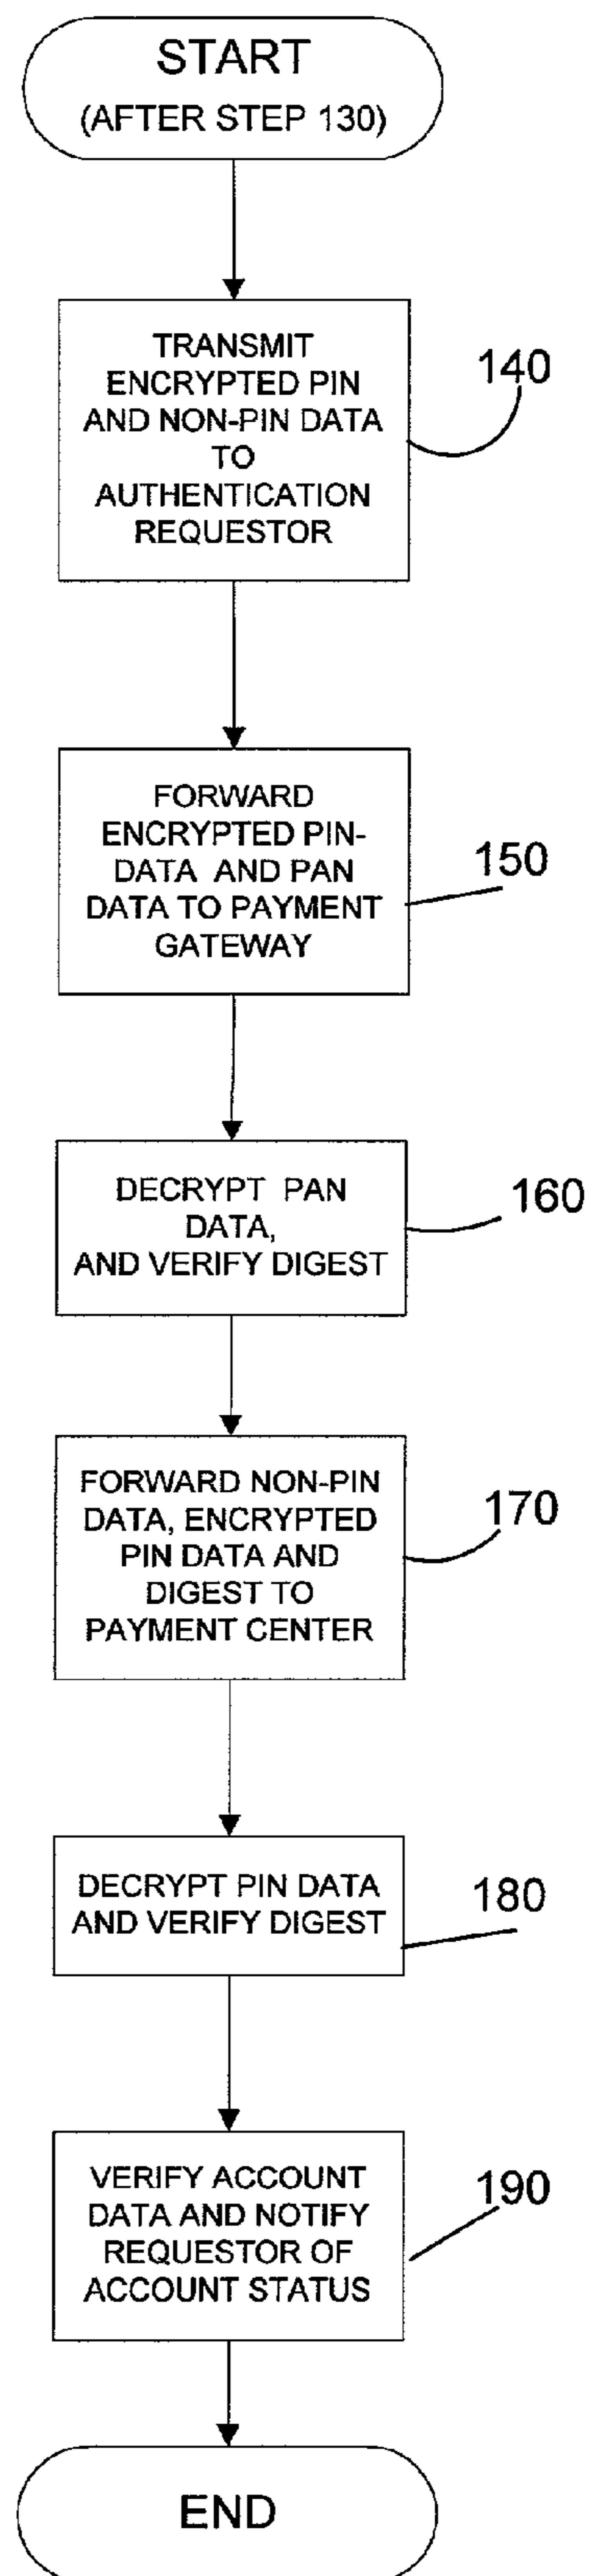 START
(AFTER STEP 130)
TRANSMIT
ENCRYPTED PIN
AND NON-PIN DATA
TO
AUTHENTICATION
REQUESTOR
140
FORWARD
ENCRYPTED PIN-
DATA AND PAN
DATA TO PAYMENT
GATEWAY
150
DECRYPT PAN
DATA,
AND VERIFY DIGEST
160
FORWARD NON-PIN
DATA, ENCRYPTED
PIN DATA AND
DIGEST TO
PAYMENT CENTER
170
DECRYPT PIN DATA
AND VERIFY DIGEST
180
VERIFY ACCOUNT
DATA AND NOTIFY
REQUESTOR OF
ACCOUNT STATUS
190
END